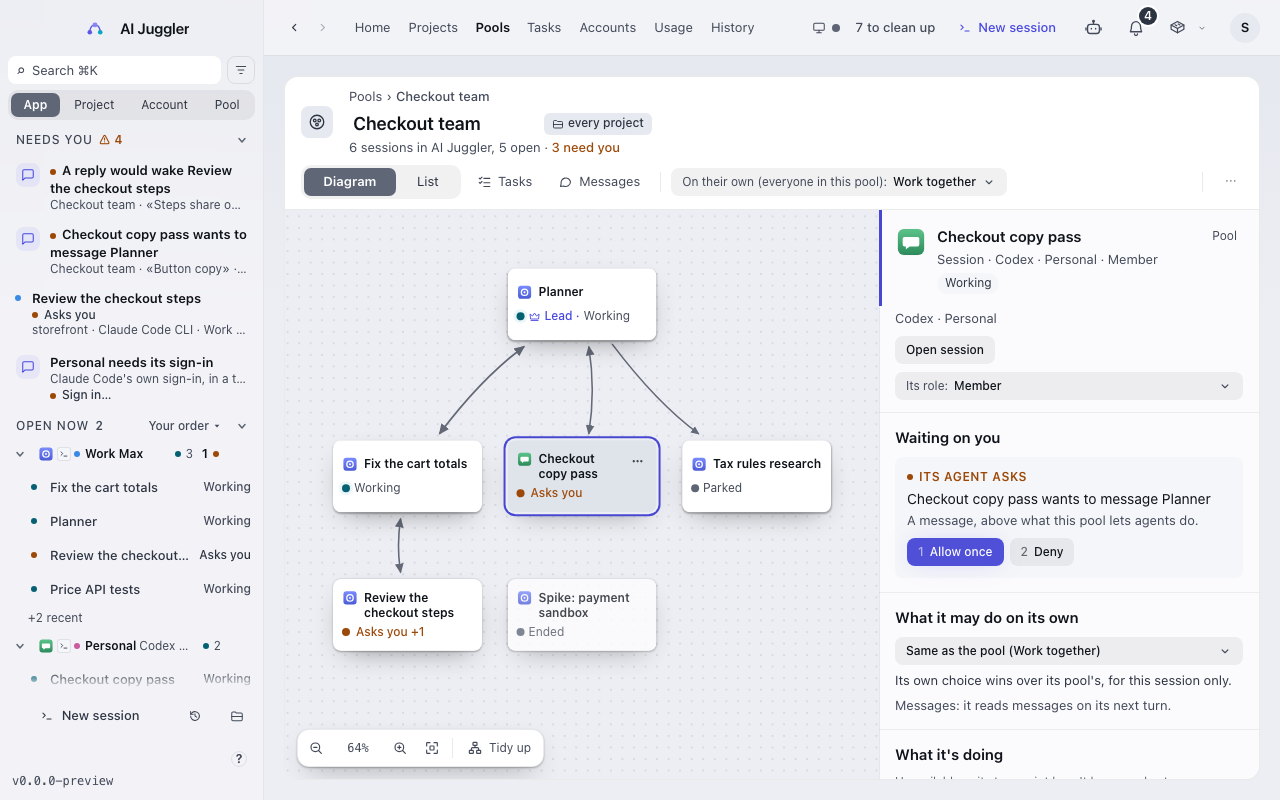 AI Juggler
Search ⌘K
App Project Account Pool
NEEDS YOU 4
A reply would wake Review
the checkout steps
Checkout team · «Steps share o…
Checkout copy pass wants to
message Planner
Checkout team · «Button copy» ·…
Review the checkout steps
Asks you
storefront · Claude Code CLI · Work …
Personal needs its sign-in
Claude Code's own sign-in, in a t…
Sign in…
OPEN NOW 2 Your order
Work Max 3 1
Fix the cart totals Working
Planner Working
Review the checkout… Asks you
Price API tests Working
+2 recent
Personal Codex … 2
Checkout copy pass Working
New session
?
v0.0.0-preview
Home Projects Pools Tasks Accounts Usage History
7 to clean up
New session
4
S
Pools › Checkout team
Checkout team
every project
6 sessions in AI Juggler, 5 open · 3 need you
Diagram List Tasks Messages
On their own (everyone in this pool): Work together
Planner
Lead · Working
Fix the cart totals
Working
Checkout
copy pass
Asks you
Tax rules research
Parked
Review the
checkout steps
Asks you +1
Spike: payment
sandbox
Ended
64% Tidy up
Checkout copy pass Pool
Session · Codex · Personal · Member
Working
Codex · Personal
Open session
Its role: Member
Waiting on you
ITS AGENT ASKS
Checkout copy pass wants to message Planner
A message, above what this pool lets agents do.
1 Allow once 2 Deny
What it may do on its own
Same as the pool (Work together)
Its own choice wins over its pool's, for this session only.
Messages: it reads messages on its next turn.
What it's doing